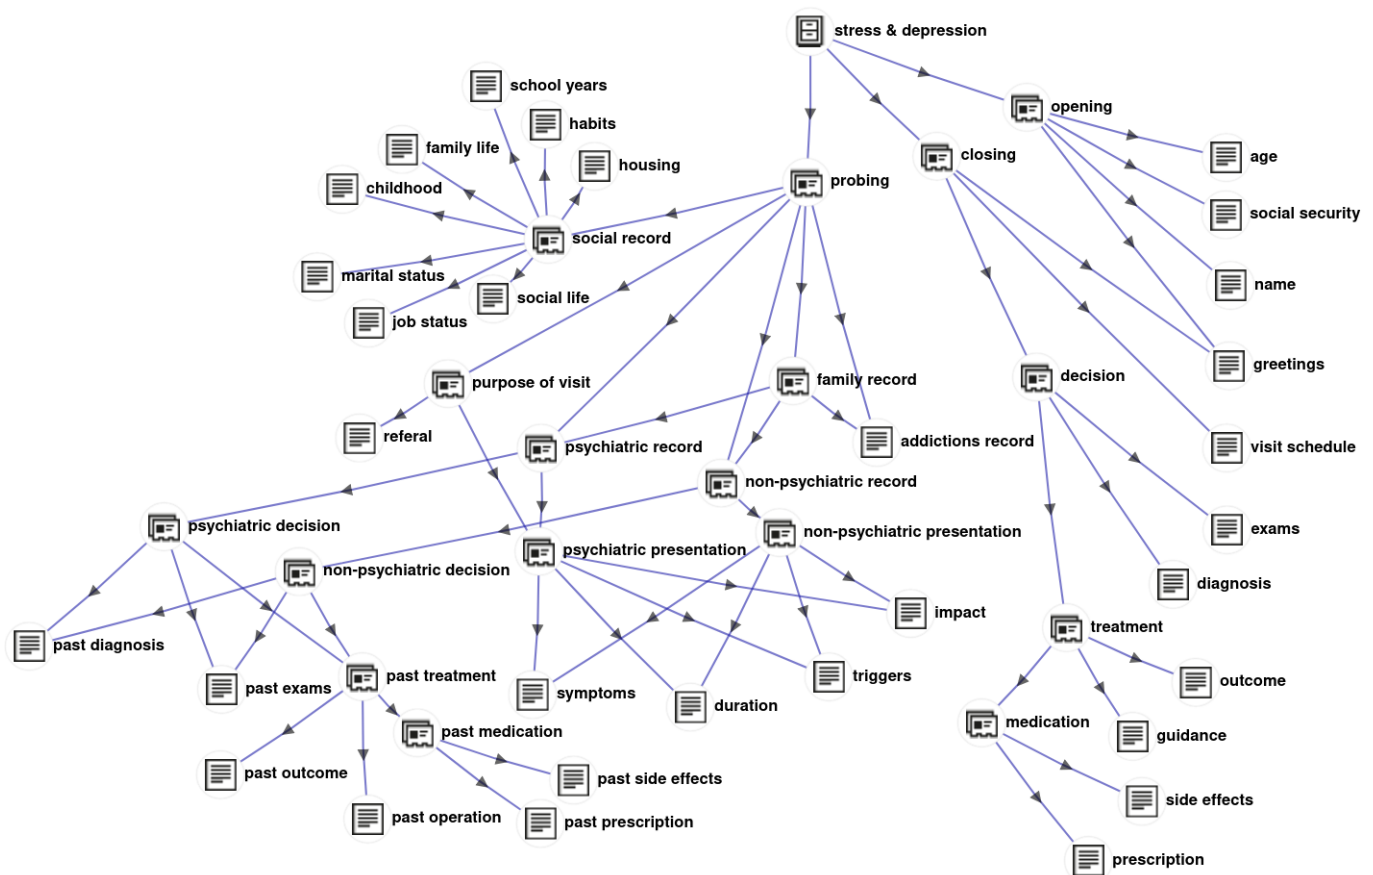 stress & depression
school years
opening
habits
family life
closing
age
housing
probing
childhood
social security
social record
marital status
name
social life
job status
greetings
purpose of visit
family record
decision
referal
psychiatric record
addictions record
visit schedule
non-psychiatric record
psychiatric decision
non-psychiatric presentation
exams
psychiatric presentation
non-psychiatric decision
diagnosis
impact
treatment
past diagnosis
past treatment
triggers
outcome
past exams
symptoms
duration
medication
past medication
guidance
past outcome
past side effects
side effects
past operation
past prescription
prescription